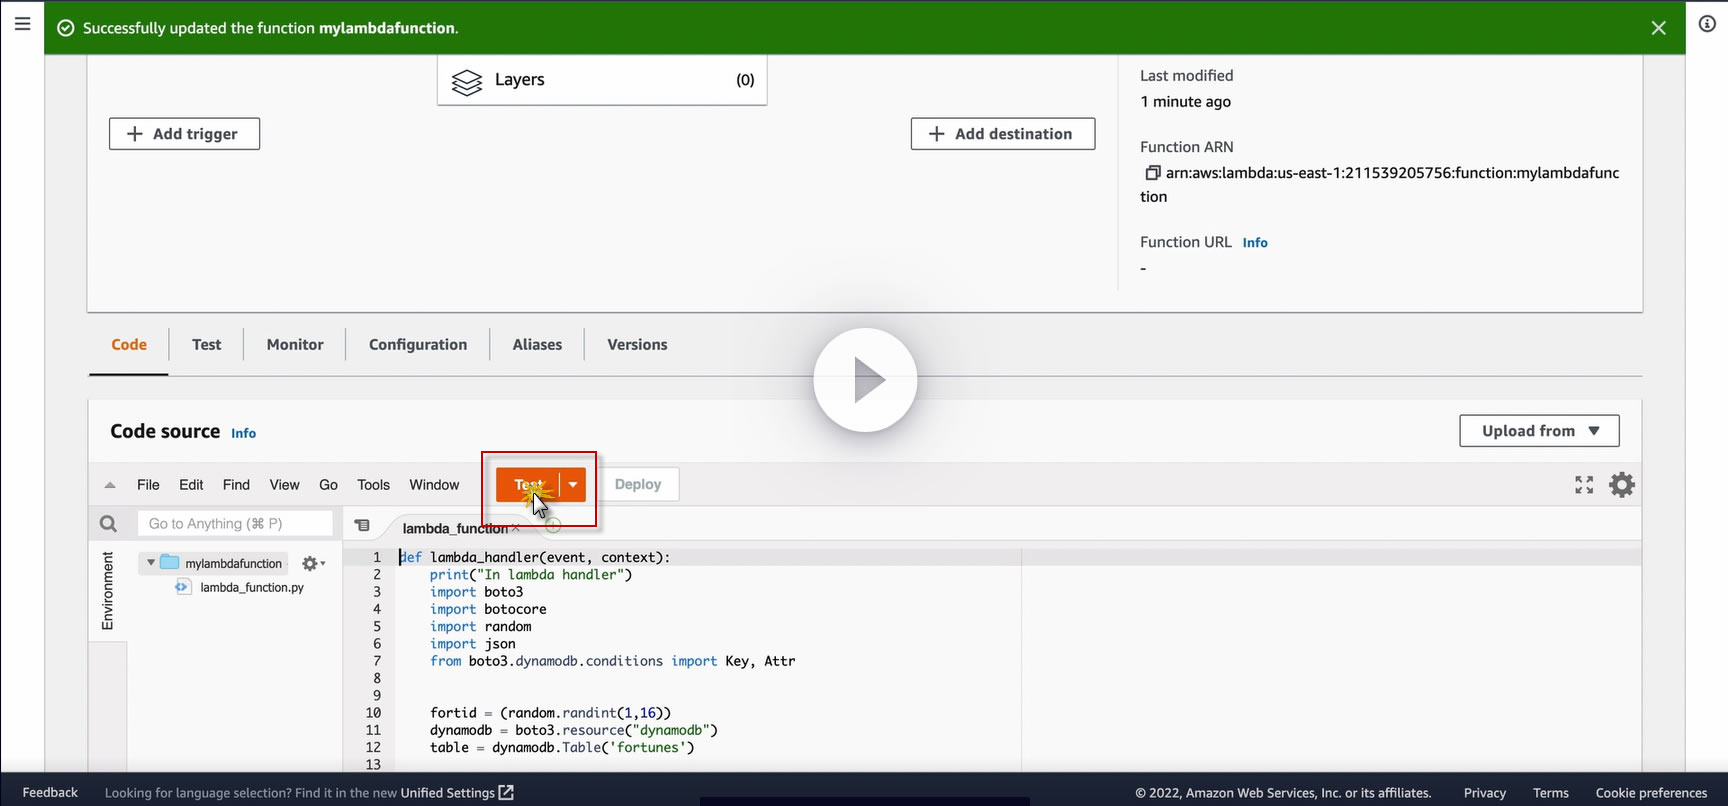 Successfully updated the function mylambdafunction.
Layers (0)
Last modified
1 minute ago
Add trigger
Add destination
Function ARN
arn:aws:lambda:us-east-1:211539205756:function:mylambdafunc
tion
Function URL Info
-
Code Test Monitor Configuration Aliases Versions
Code source Info
Upload from
File Edit Find View Go Tools Window Test Deploy
Go to Anything (⌘ P)
lambda_function
Environment
mylambdafunction
lambda_function.py
1 def lambda_handler(event, context):
2 print("In lambda handler")
3 import boto3
4 import botocore
5 import random
6 import json
7 from boto3.dynamodb.conditions import Key, Attr
8
9
10 fortid = (random.randint(1,16))
11 dynamodb = boto3.resource("dynamodb")
12 table = dynamodb.Table('fortunes')
13
Feedback Looking for language selection? Find it in the new Unified Settings
© 2022, Amazon Web Services, Inc. or its affiliates. Privacy Terms Cookie preferences